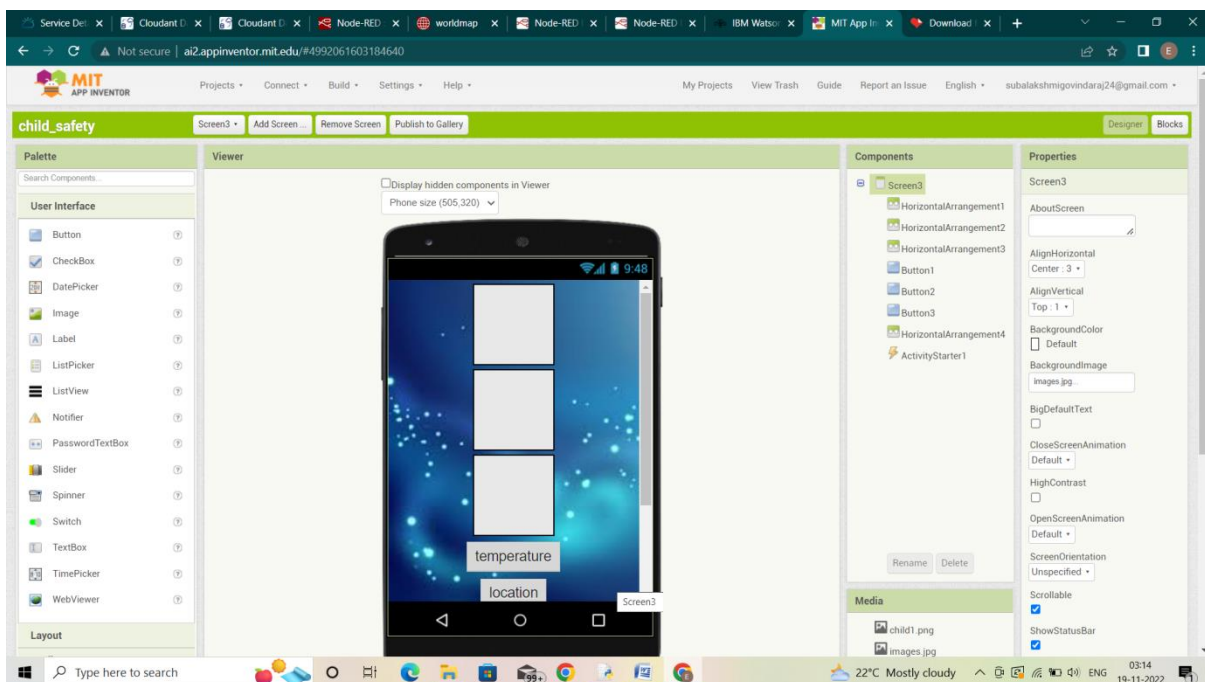 Service Det
Cloudant D
Cloudant D
Node-RED
worldmap
Node-RED
Node-RED
IBM Watson
MIT App In
Download
Not secure | ai2.appinventor.mit.edu/#4992061603184640
E
MIT
APP INVENTOR
Projects
Connect
Build
Settings
Help
My Projects
View Trash
Guide
Report an Issue
English
subalakshmigovindaraj24@gmail.com
child_safety
Screen3
Add Screen ...
Remove Screen
Publish to Gallery
Designer
Blocks
Palette
Search Components...
User Interface
Button
CheckBox
DatePicker
Image
Label
ListPicker
ListView
Notifier
PasswordTextBox
Slider
Spinner
Switch
TextBox
TimePicker
WebViewer
Layout
Viewer
Display hidden components in Viewer
Phone size (505,320)
9:48
temperature
location
Screen3
Components
Screen3
HorizontalArrangement1
HorizontalArrangement2
HorizontalArrangement3
Button1
Button2
Button3
HorizontalArrangement4
ActivityStarter1
Rename
Delete
Media
child1.png
images.jpg
Properties
Screen3
AboutScreen
AlignHorizontal
Center : 3
AlignVertical
Top : 1
BackgroundColor
Default
BackgroundImage
images.jpg...
BigDefaultText
CloseScreenAnimation
Default
HighContrast
OpenScreenAnimation
Default
ScreenOrientation
Unspecified
Scrollable
ShowStatusBar
Type here to search
99+
22°C Mostly cloudy
ENG
03:14
19-11-2022